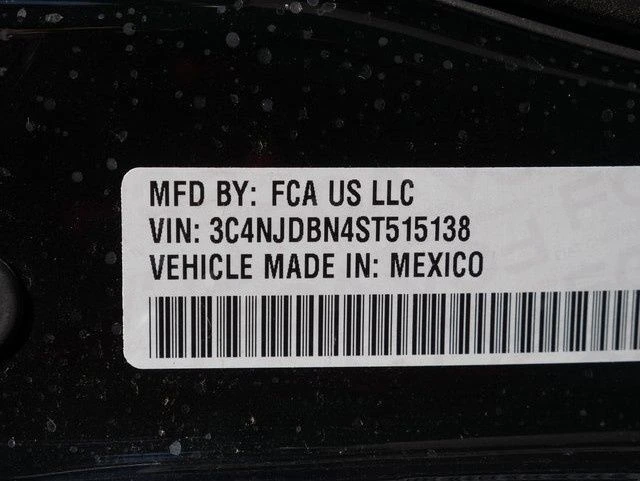 MFD BY: FCA US LLC
VIN: 3C4NJDBN4ST515138
VEHICLE MADE IN: MEXICO